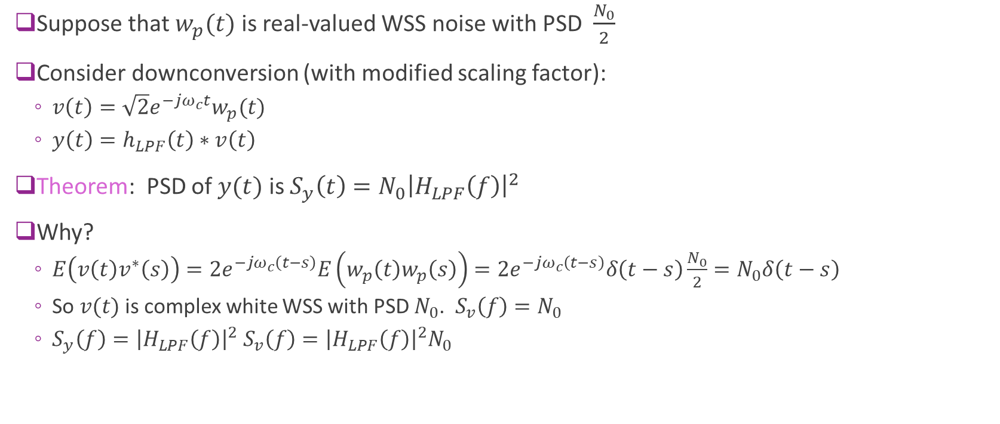 ❑Suppose that $w_p(t)$ is real-valued WSS noise with PSD $\frac{N_0}{2}$
❑Consider downconversion (with modified scaling factor):
◦ $v(t) = \sqrt{2}e^{-j\omega_c t}w_p(t)$
◦ $y(t) = h_{LPF}(t) * v(t)$
❑Theorem: PSD of $y(t)$ is $S_y(t) = N_0|H_{LPF}(f)|^2$
❑Why?
◦ $E(v(t)v^*(s)) = 2e^{-j\omega_c(t-s)}E\left(w_p(t)w_p(s)\right) = 2e^{-j\omega_c(t-s)}\delta(t-s)\frac{N_0}{2} = N_0\delta(t-s)$
◦ So $v(t)$ is complex white WSS with PSD $N_0$. $S_v(f) = N_0$
◦ $S_y(f) = |H_{LPF}(f)|^2 S_v(f) = |H_{LPF}(f)|^2 N_0$